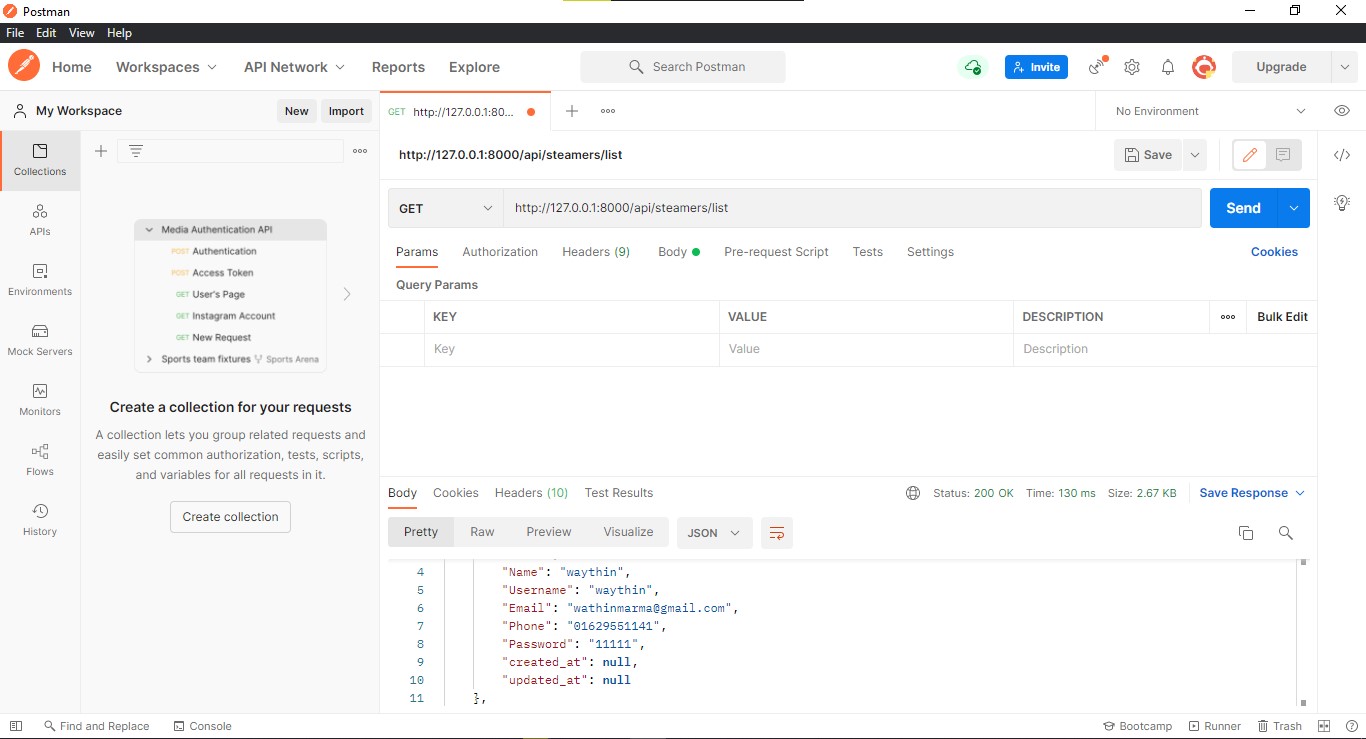 Postman
File Edit View Help
Home Workspaces API Network Reports Explore Search Postman Invite Upgrade
My Workspace New Import GET http://127.0.0.1:80... No Environment
Collections
APIs
Environments
Mock Servers
Monitors
Flows
History
Media Authentication API
POST Authentication
POST Access Token
GET User's Page
GET Instagram Account
GET New Request
Sports team fixtures Sports Arena
Create a collection for your requests
A collection lets you group related requests and
easily set common authorization, tests, scripts,
and variables for all requests in it.
Create collection
http://127.0.0.1:8000/api/steamers/list Save
GET http://127.0.0.1:8000/api/steamers/list Send
Params Authorization Headers (9) Body Pre-request Script Tests Settings Cookies
Query Params
KEY VALUE DESCRIPTION Bulk Edit
Key Value Description
Body Cookies Headers (10) Test Results Status: 200 OK Time: 130 ms Size: 2.67 KB Save Response
Pretty Raw Preview Visualize JSON
4 "Name": "waythin",
5 "Username": "waythin",
6 "Email": "wathinmarma@gmail.com",
7 "Phone": "01629551141",
8 "Password": "11111",
9 "created_at": null,
10 "updated_at": null
11 },
Find and Replace Console Bootcamp Runner Trash